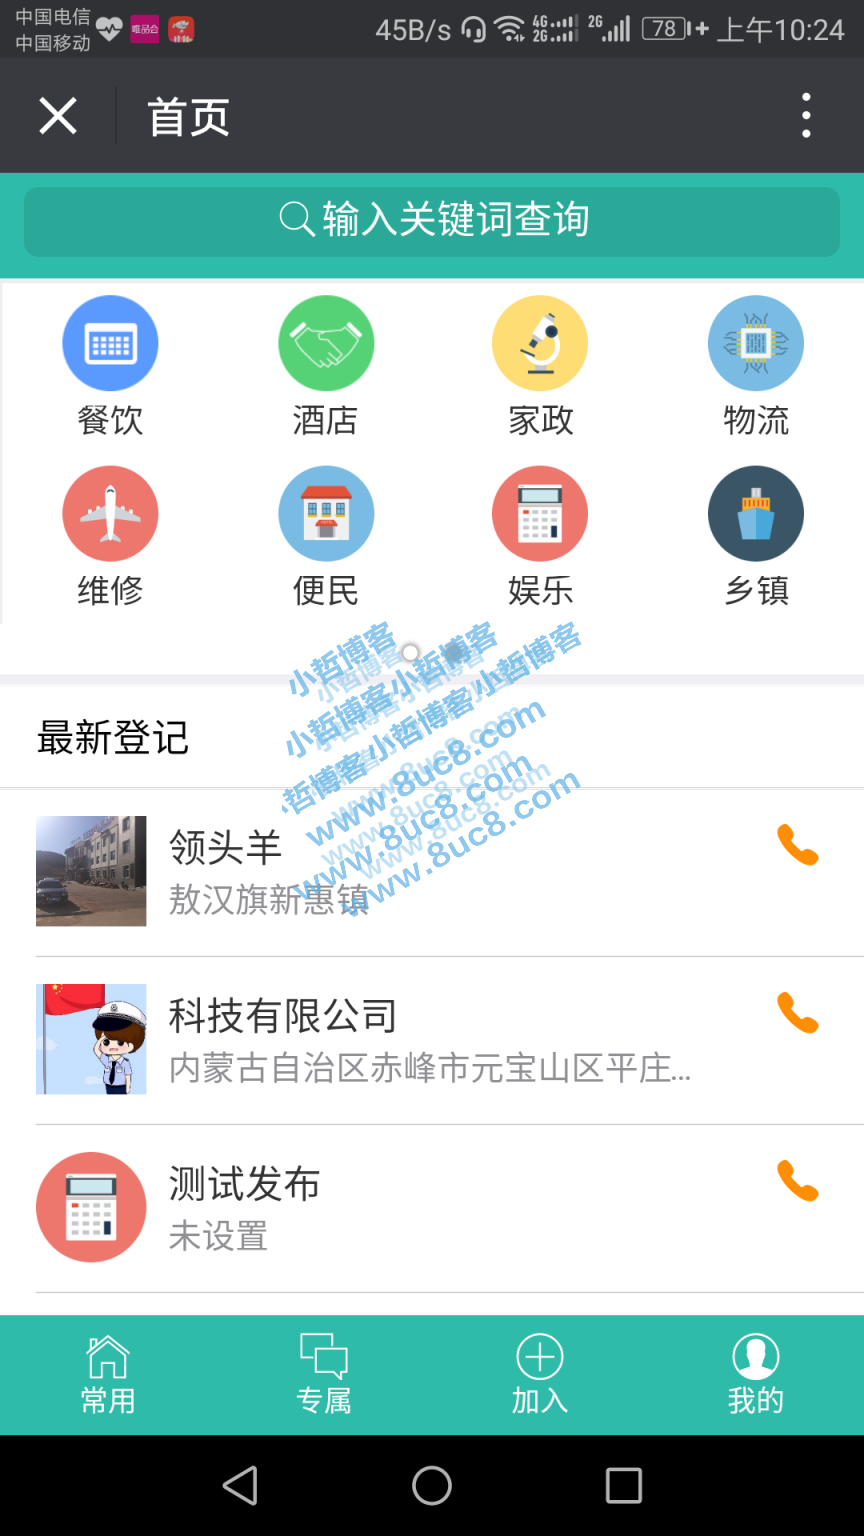 中国电信
中国移动
唯品会
45B/s 4G 2G 2G 78 上午10:24
首页
输入关键词查询
餐饮 酒店 家政 物流
维修 便民 娱乐 乡镇
小哲博客 小哲博客小哲博客
小哲博客小哲博客
哲博客小哲博客
www.8uc8.com
www.8uc8.com
www.8uc8.com
最新登记
领头羊
敖汉旗新惠镇
科技有限公司
内蒙古自治区赤峰市元宝山区平庄...
测试发布
未设置
常用 专属 加入 我的